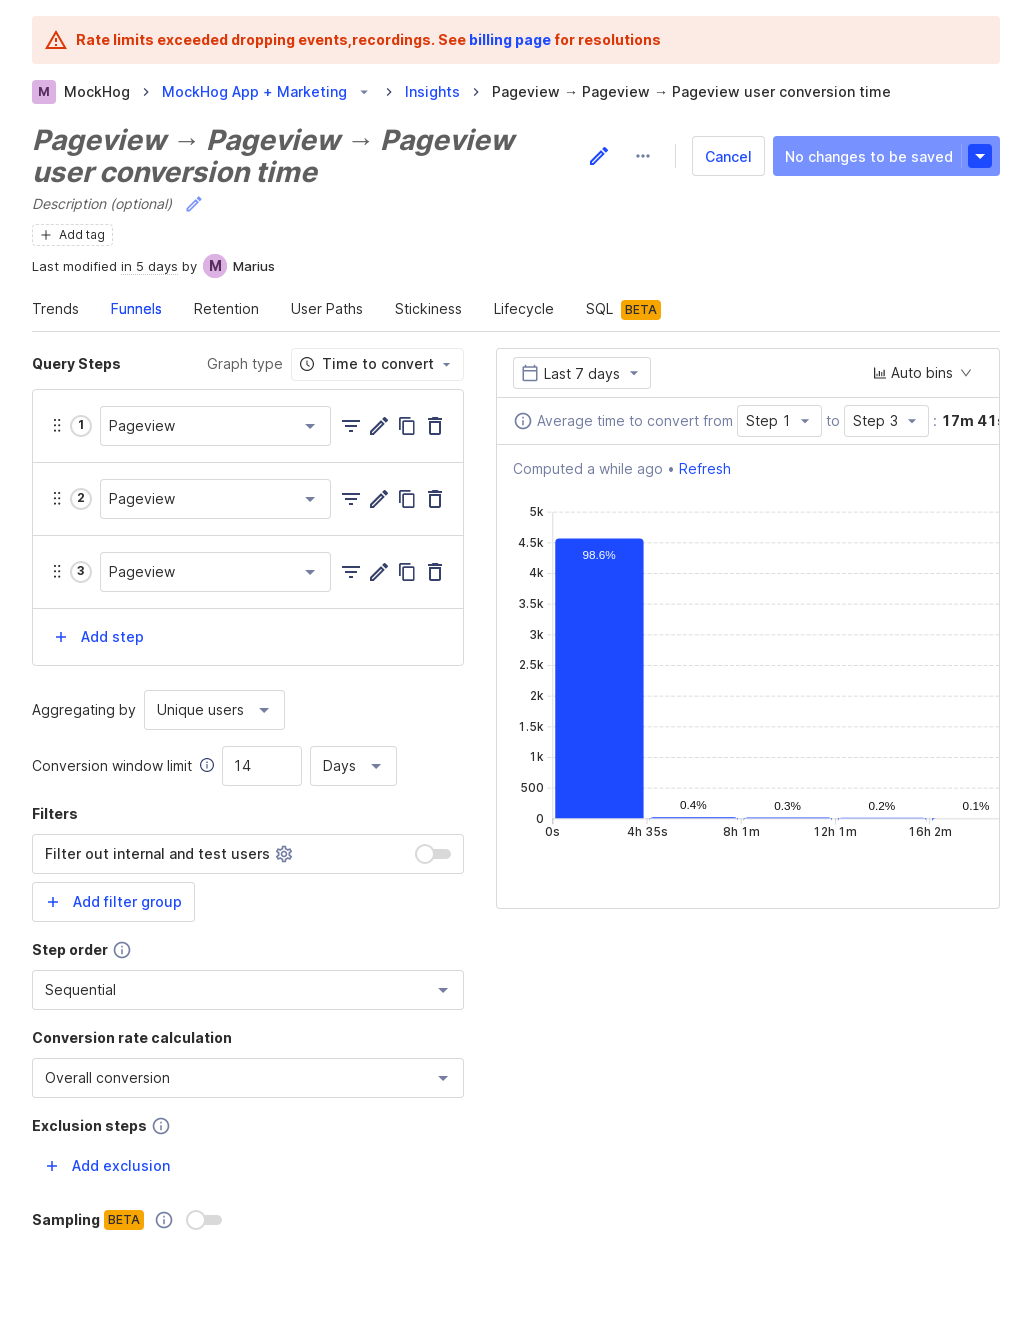 Rate limits exceeded dropping events,recordings. See billing page for resolutions
M MockHog MockHog App + Marketing Insights Pageview → Pageview → Pageview user conversion time
Pageview → Pageview → Pageview
user conversion time
Cancel No changes to be saved
Description (optional)
Add tag
Last modified in 5 days by M Marius
Trends Funnels Retention User Paths Stickiness Lifecycle SQL BETA
Query Steps Graph type Time to convert
1 Pageview
2 Pageview
3 Pageview
Add step
Aggregating by Unique users
Conversion window limit 14 Days
Filters
Filter out internal and test users
Add filter group
Step order
Sequential
Conversion rate calculation
Overall conversion
Exclusion steps
Add exclusion
Sampling BETA
Last 7 days Auto bins
Average time to convert from Step 1 to Step 3 : 17m 41s
Computed a while ago • Refresh
5k
4.5k
98.6%
4k
3.5k
3k
2.5k
2k
1.5k
1k
500
0.4% 0.3% 0.2% 0.1%
0
0s 4h 35s 8h 1m 12h 1m 16h 2m